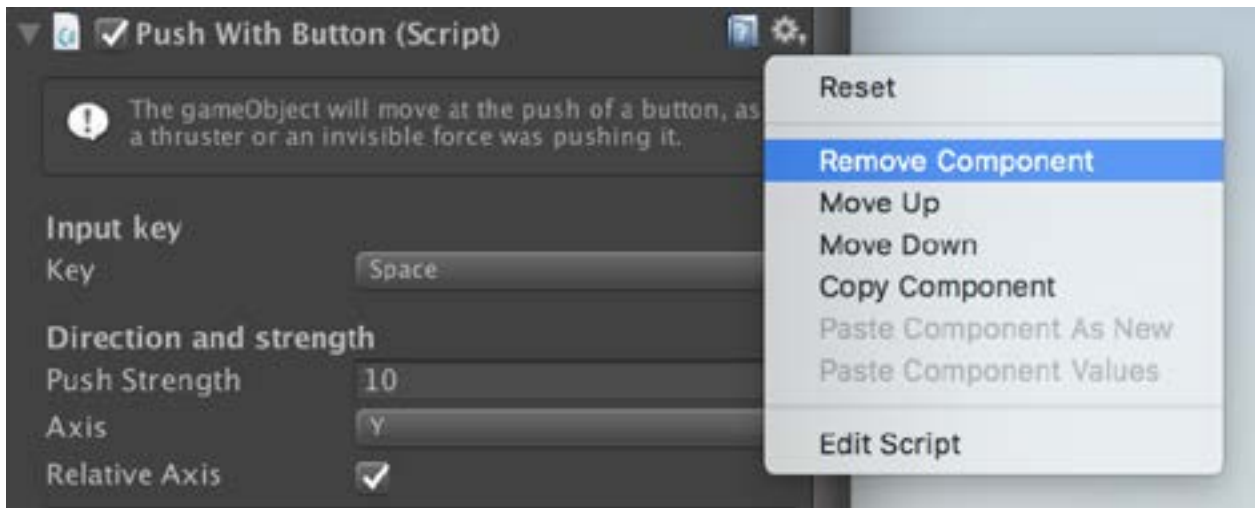 Push With Button (Script)
The gameObject will move at the push of a button, as
a thruster or an invisible force was pushing it.
Input key
Key Space
Direction and strength
Push Strength 10
Axis Y
Relative Axis
Reset
Remove Component
Move Up
Move Down
Copy Component
Paste Component As New
Paste Component Values
Edit Script